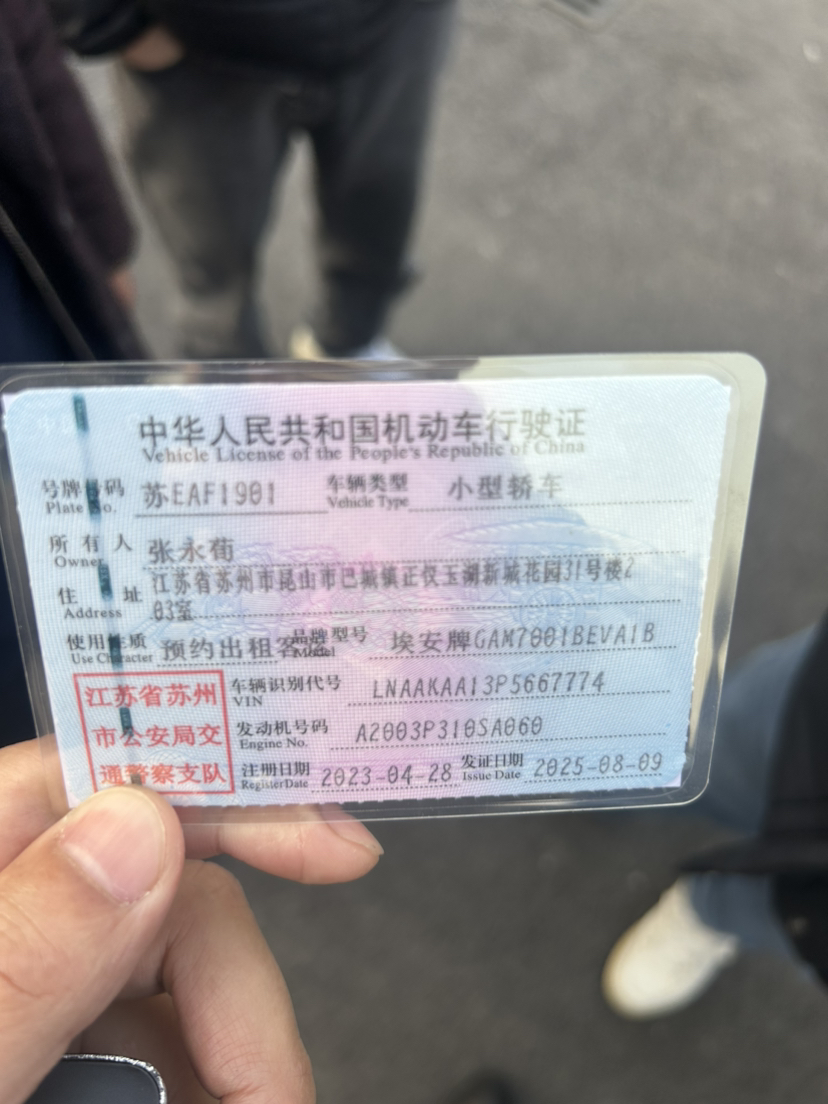 中华人民共和国机动车行驶证
Vehicle License of the People's Republic of China
号牌号码 苏EAF1901 车辆类型 小型轿车
Plate No. Vehicle Type
所有人 张永萄
Owner
住址 江苏省苏州市昆山市巴城镇正仪玉湖新城花园31号楼2
Address 03室
使用性质 预约出租客 品牌型号 埃安牌GAM7001BEVA1B
Use Character Model
江苏省苏州 车辆识别代号 LNAAKAA13P5667774
VIN
市公安局交 发动机号码 A2003P310SA060
Engine No.
通警察支队 注册日期 2023-04-28 发证日期 2025-08-09
Register Date Issue Date